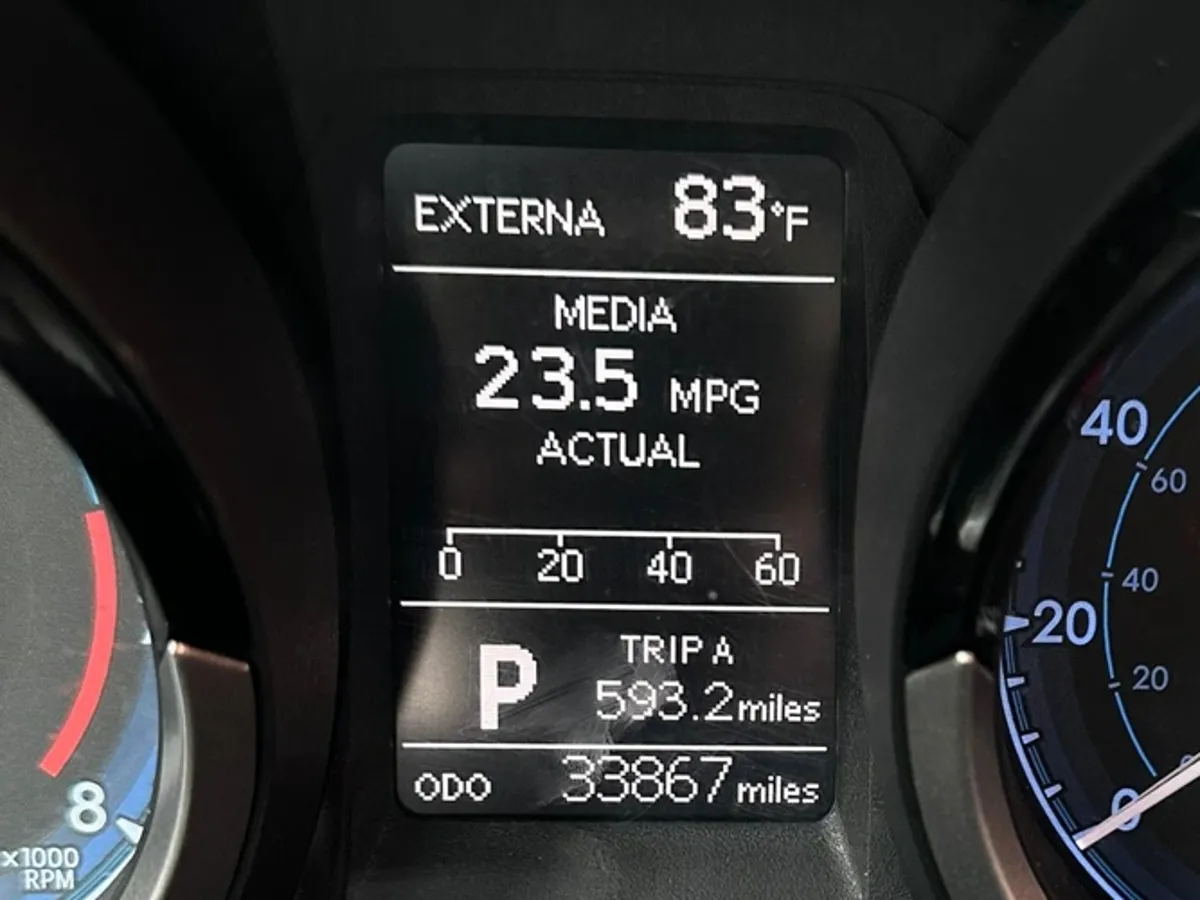 EXTERNA 83°F
MEDIA
23.5 MPG
ACTUAL
0 20 40 60
P
TRIP A
593.2 miles
ODO 33867 miles
8
x1000
RPM
40
60
40
20
20
0